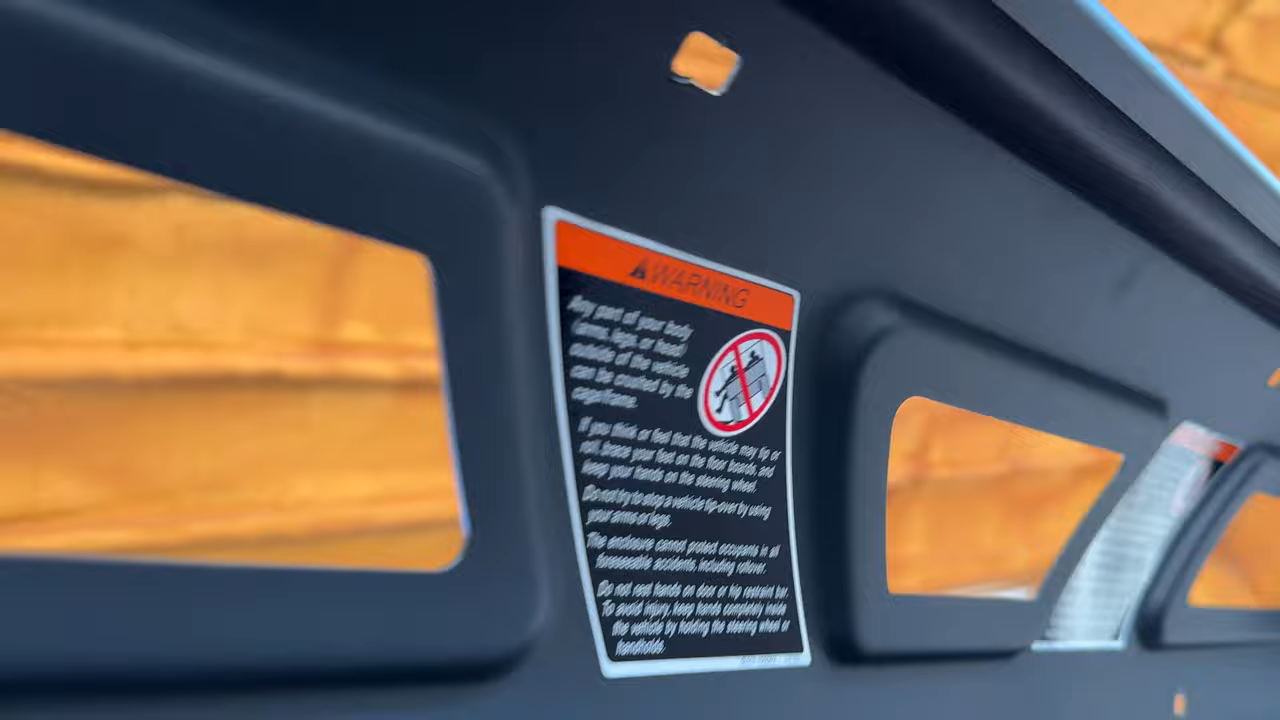 WARNING
Any part of your body
(arms, legs, or head)
outside of the vehicle
can be crushed by the
cage/frame.
If you think or feel that the vehicle may tip or
roll, brace your feet on the floor boards, and
keep your hands on the steering wheel.
Do not try to stop a vehicle tip-over by using
your arms or legs.
The enclosure cannot protect occupants in all
foreseeable accidents, including rollover.
Do not rest hands on door or hip restraint bar.
To avoid injury, keep hands completely inside
the vehicle by holding the steering wheel or
handholds.